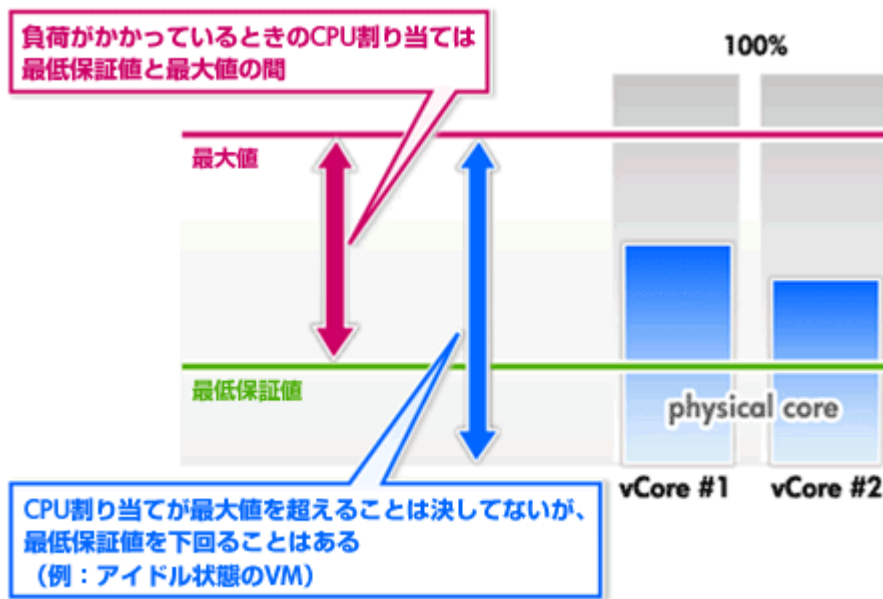 負荷がかかっているときのCPU割り当ては
最低保証値と最大値の間
100%
最大値
最低保証値
physical core
vCore #1
vCore #2
CPU割り当てが最大値を超えることは決してないが、
最低保証値を下回ることはある
（例：アイドル状態のVM）